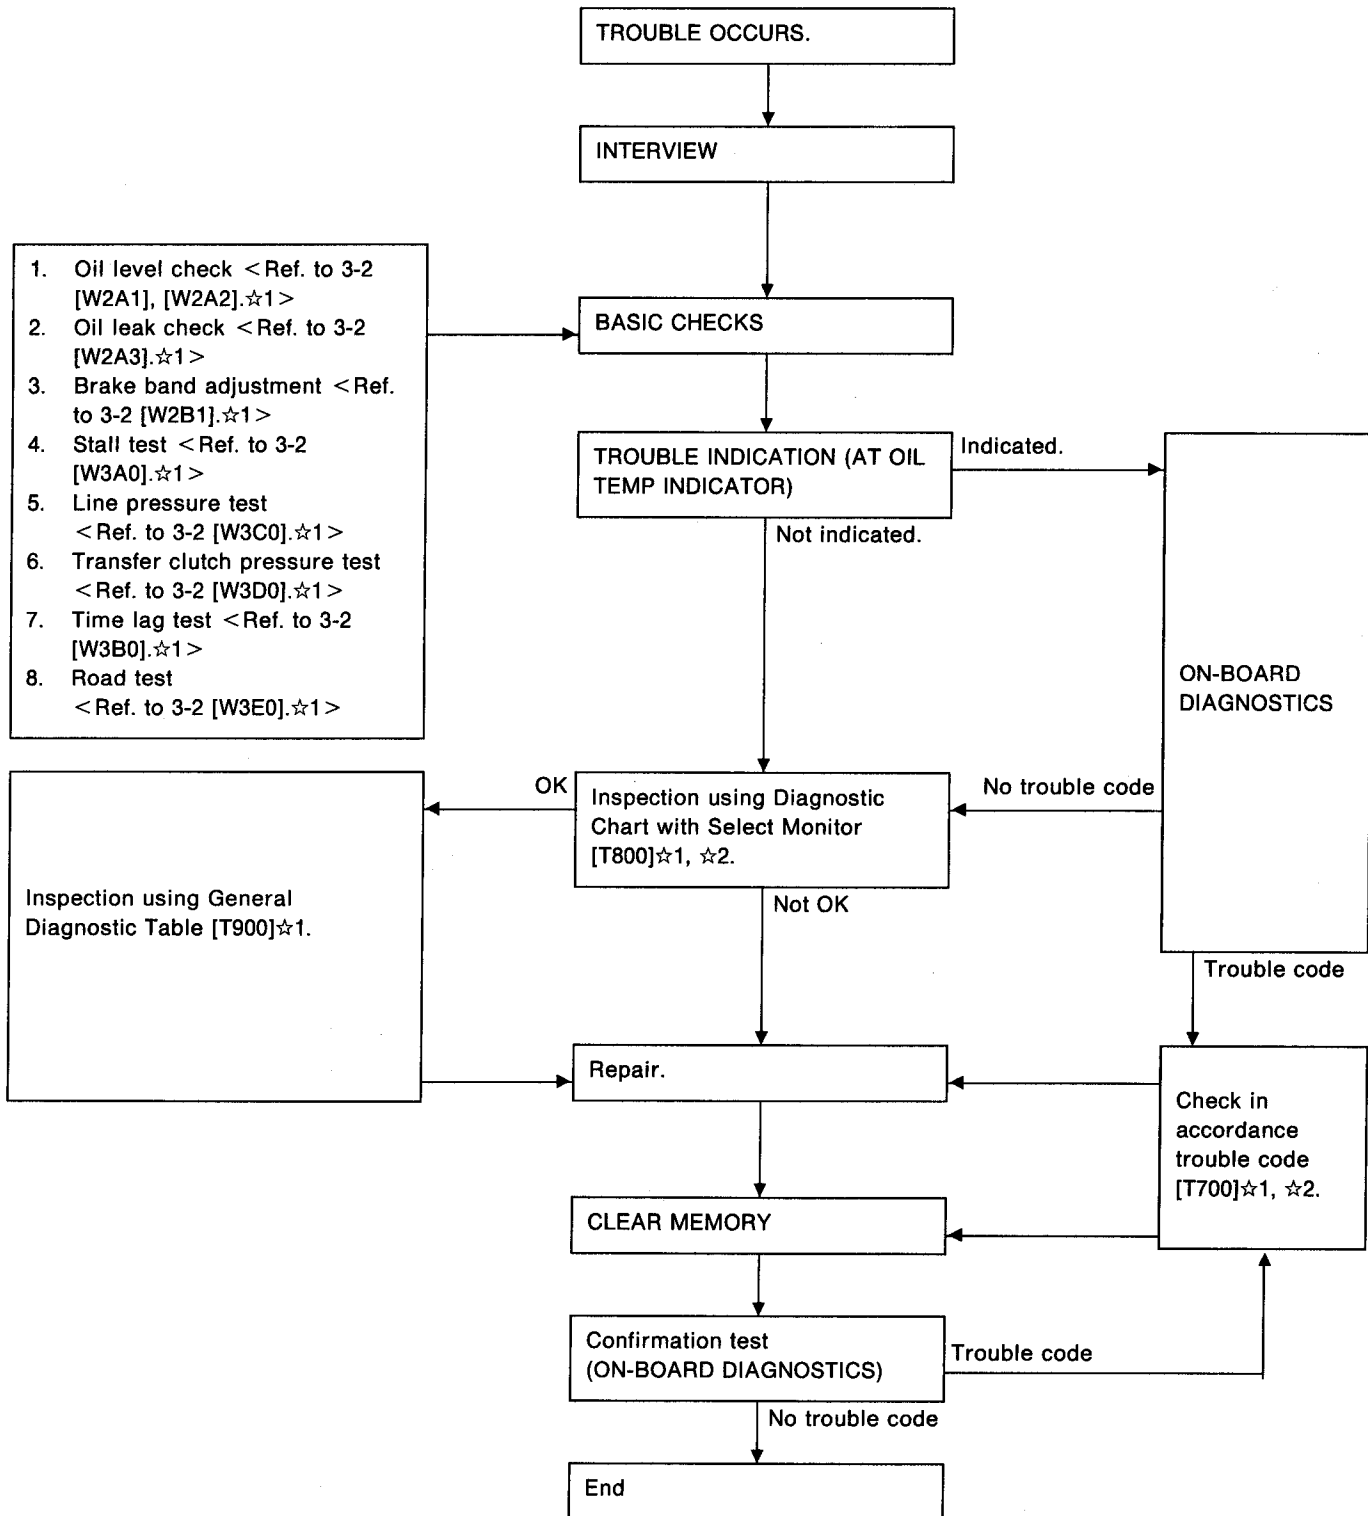 TROUBLE OCCURS.
INTERVIEW
1. Oil level check <Ref. to 3-2
[W2A1], [W2A2].☆1>
2. Oil leak check <Ref. to 3-2
[W2A3].☆1>
3. Brake band adjustment <Ref.
to 3-2 [W2B1].☆1>
4. Stall test <Ref. to 3-2
[W3A0].☆1>
5. Line pressure test
<Ref. to 3-2 [W3C0].☆1>
6. Transfer clutch pressure test
<Ref. to 3-2 [W3D0].☆1>
7. Time lag test <Ref. to 3-2
[W3B0].☆1>
8. Road test
<Ref. to 3-2 [W3E0].☆1>
BASIC CHECKS
TROUBLE INDICATION (AT OIL
TEMP INDICATOR)
Indicated.
Not indicated.
ON-BOARD
DIAGNOSTICS
No trouble code
OK
Inspection using Diagnostic
Chart with Select Monitor
[T800]☆1, ☆2.
Not OK
Inspection using General
Diagnostic Table [T900]☆1.
Trouble code
Repair.
Check in
accordance
trouble code
[T700]☆1, ☆2.
CLEAR MEMORY
Confirmation test
(ON-BOARD DIAGNOSTICS)
Trouble code
No trouble code
End